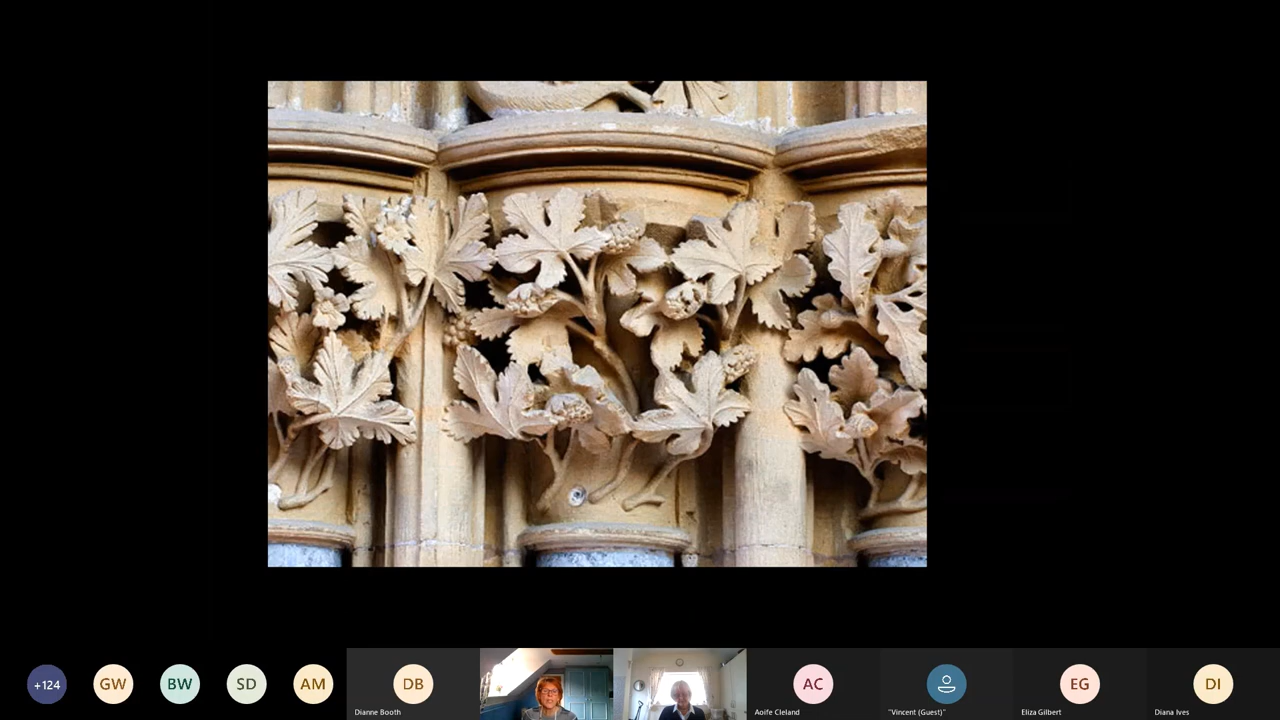 +124
GW
BW
SD
AM
DB
Dianne Booth
AC
Aoife Cleland
"Vincent (Guest)"
EG
Eliza Gilbert
DI
Diana Ives